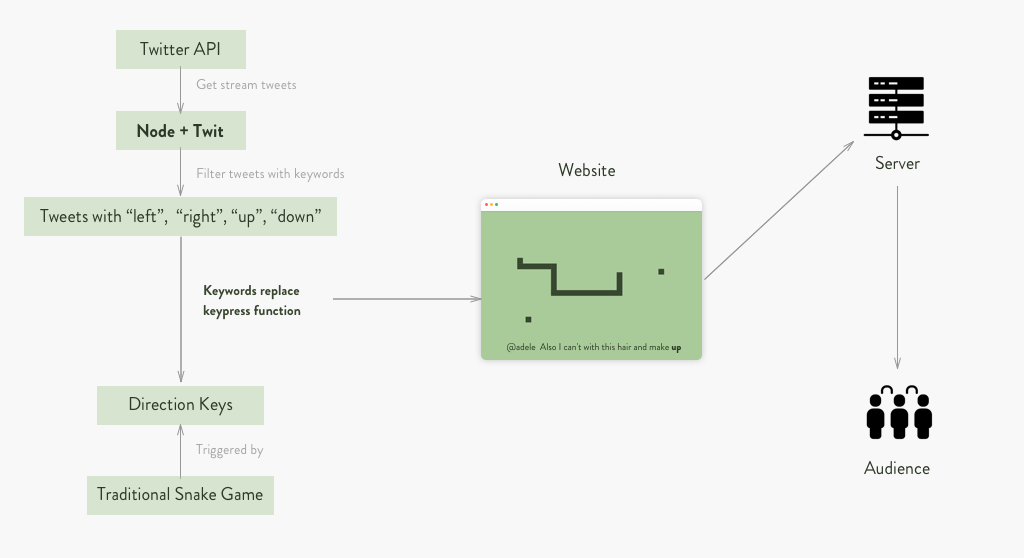 Twitter API
Get stream tweets
Node + Twit
Filter tweets with keywords
Tweets with “left”, “right”, “up”, “down”
Keywords replace
keypress function
Direction Keys
Triggered by
Traditional Snake Game
Website
@adele Also I can't with this hair and make up
Server
Audience